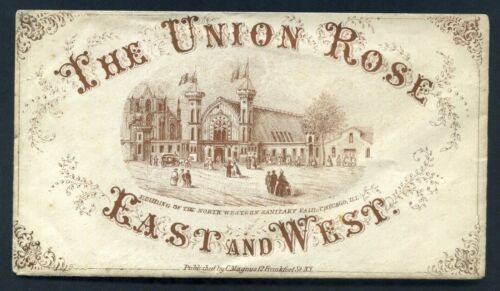 THE UNION ROSE
BUILDING OF THE NORTH WESTERN SANITARY FAIR, CHICAGO, ILL.
EAST AND WEST.
Published by C. Magnus 12 Frankfort St. N.Y.